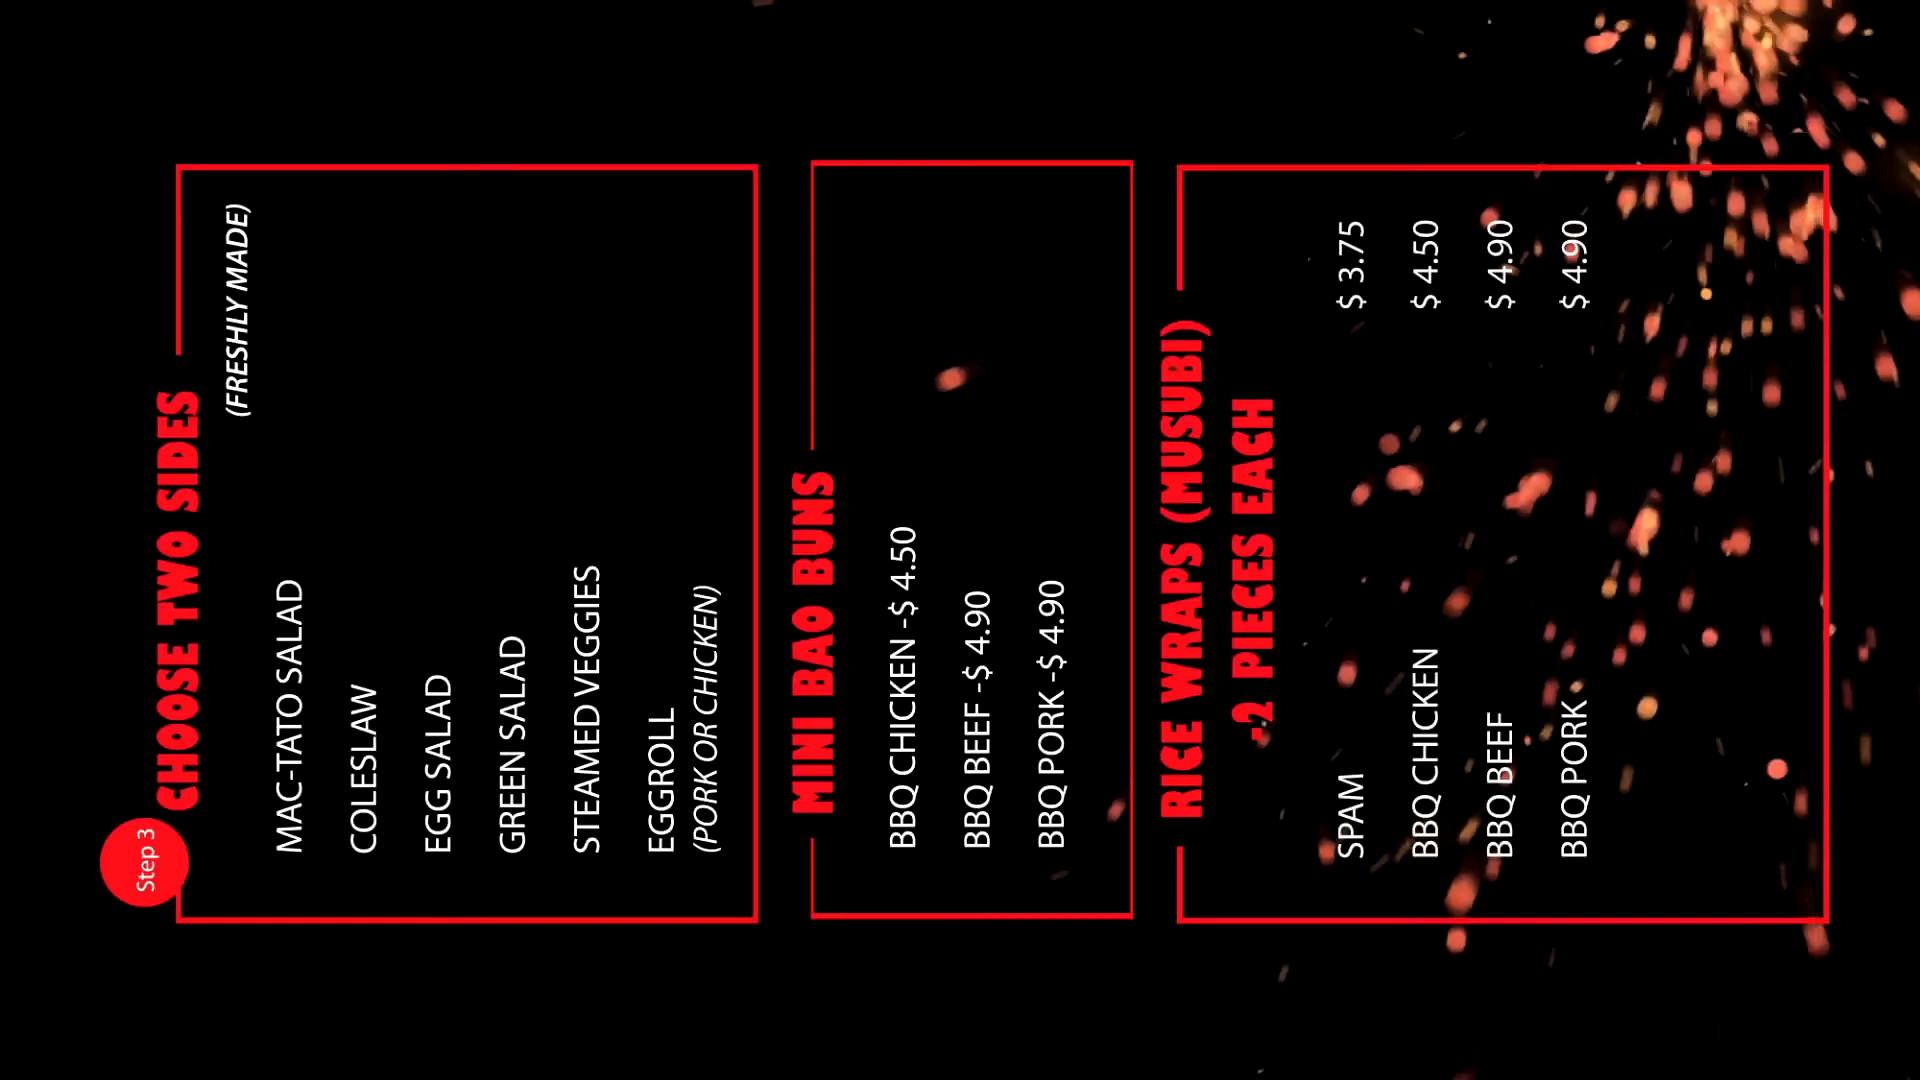 Step 3
CHOOSE TWO SIDES
(FRESHLY MADE)
MAC-TATO SALAD
COLESLAW
EGG SALAD
GREEN SALAD
STEAMED VEGGIES
EGGROLL
(PORK OR CHICKEN)
MINI BAO BUNS
BBQ CHICKEN -$ 4.50
BBQ BEEF -$ 4.90
BBQ PORK -$ 4.90
RICE WRAPS (MUSUBI)
-2 PIECES EACH
SPAM $ 3.75
BBQ CHICKEN $ 4.50
BBQ BEEF $ 4.90
BBQ PORK $ 4.90